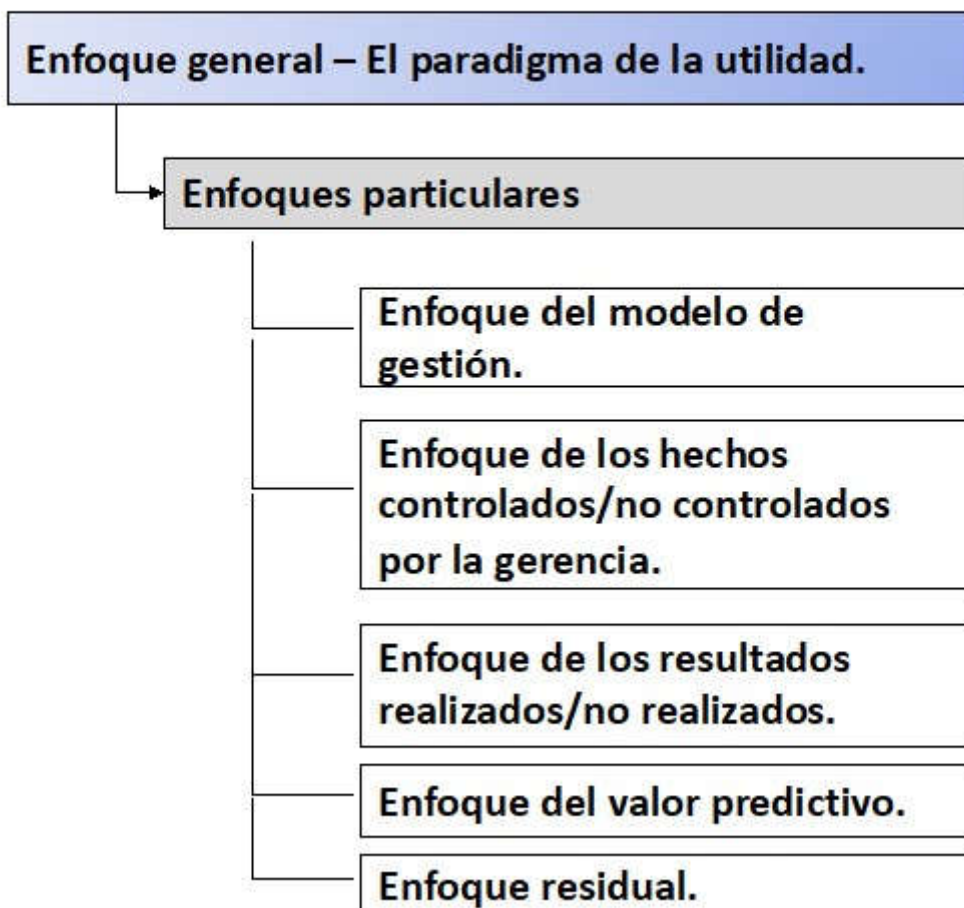 Enfoque general – El paradigma de la utilidad.
Enfoques particulares
Enfoque del modelo de
gestión.
Enfoque de los hechos
controlados/no controlados
por la gerencia.
Enfoque de los resultados
realizados/no realizados.
Enfoque del valor predictivo.
Enfoque residual.